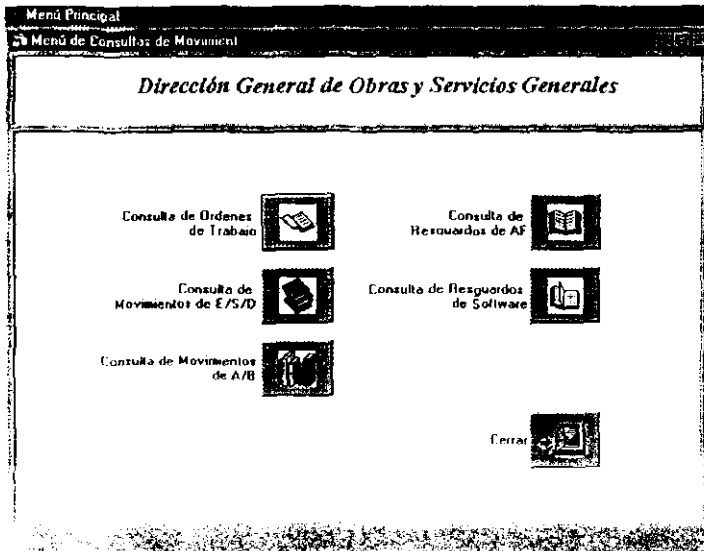 Menú Principal
Menú de Consultas de Moviment
Dirección General de Obras y Servicios Generales
Consulta de Ordenes
de Trabajo
Consulta de
Resguardos de AF
Consulta de
Movimientos de E/S/D
Consulta de Resguardos
de Software
Consulta de Movimientos
de A/B
Cerrar